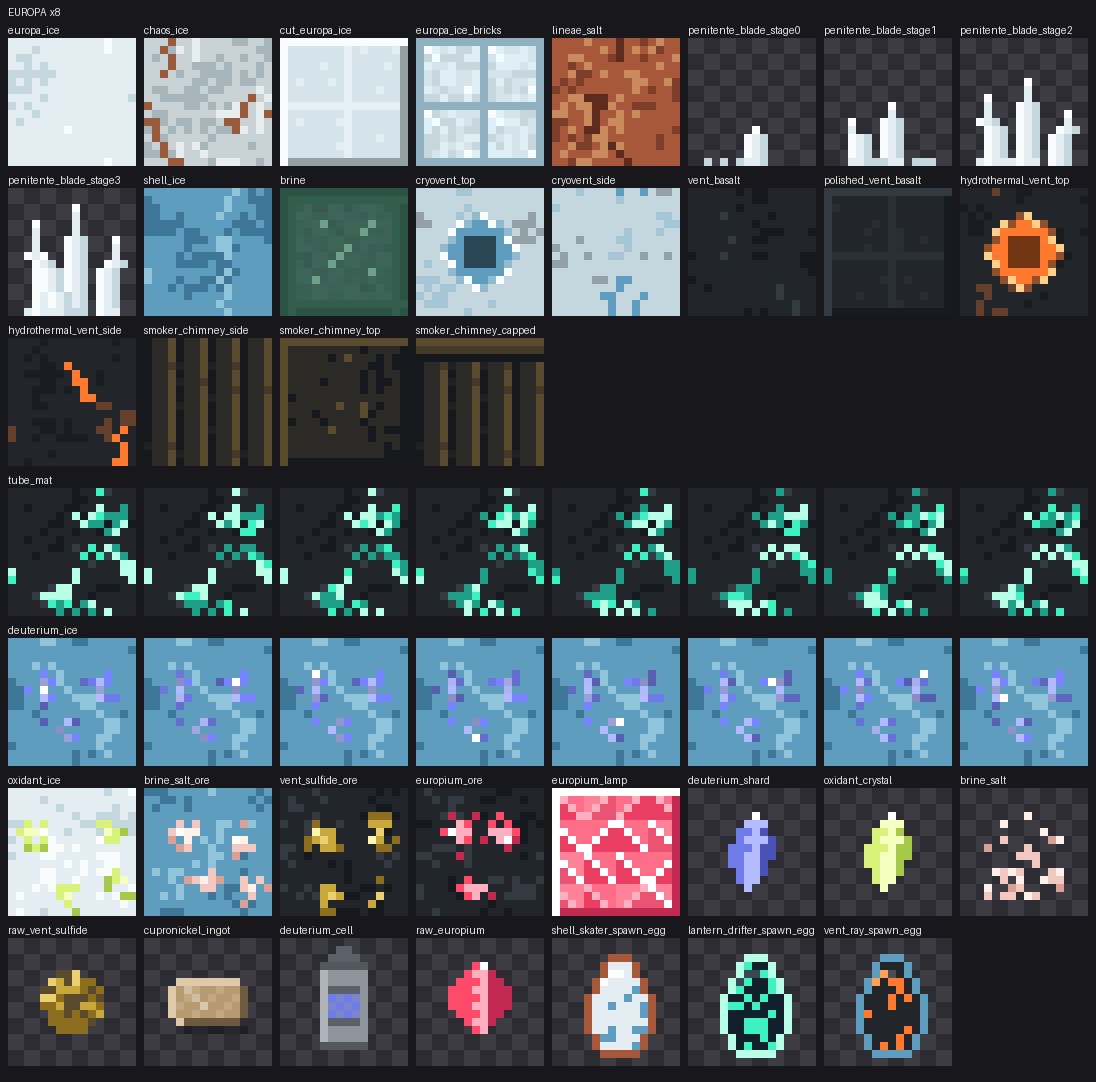 EUROPA x8
europa_ice chaos_ice cut_europa_ice europa_ice_bricks lineae_salt penitente_blade_stage0 penitente_blade_stage1 penitente_blade_stage2
penitente_blade_stage3 shell_ice brine cryovent_top cryovent_side vent_basalt polished_vent_basalt hydrothermal_vent_top
hydrothermal_vent_side smoker_chimney_side smoker_chimney_top smoker_chimney_capped
tube_mat
deuterium_ice
oxidant_ice brine_salt_ore vent_sulfide_ore europium_ore europium_lamp deuterium_shard oxidant_crystal brine_salt
raw_vent_sulfide cupronickel_ingot deuterium_cell raw_europium shell_skater_spawn_egg lantern_drifter_spawn_egg vent_ray_spawn_egg